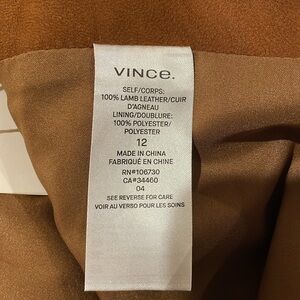 VINCE.
SELF/CORPS:
100% LAMB LEATHER/CUIR
D'AGNEAU
LINING/DOUBLURE:
100% POLYESTER/
POLYESTER
12
MADE IN CHINA
FABRIQUÉ EN CHINE
RN#106730
CA#34460
04
SEE REVERSE FOR CARE
VOIR AU VERSO POUR LES SOINS